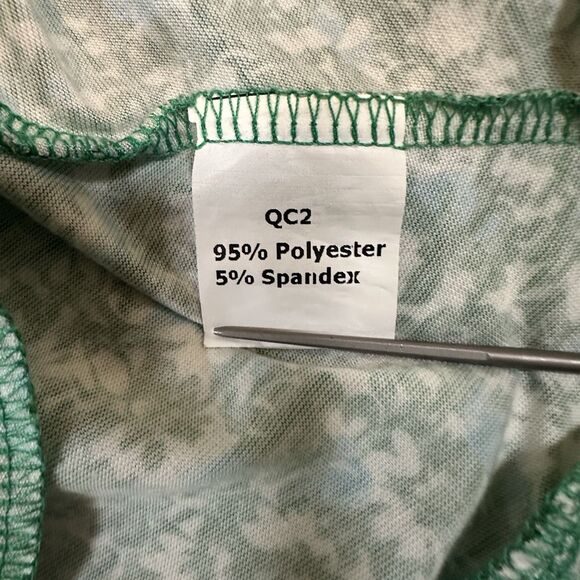 QC2
95% Polyester
5% Spandex